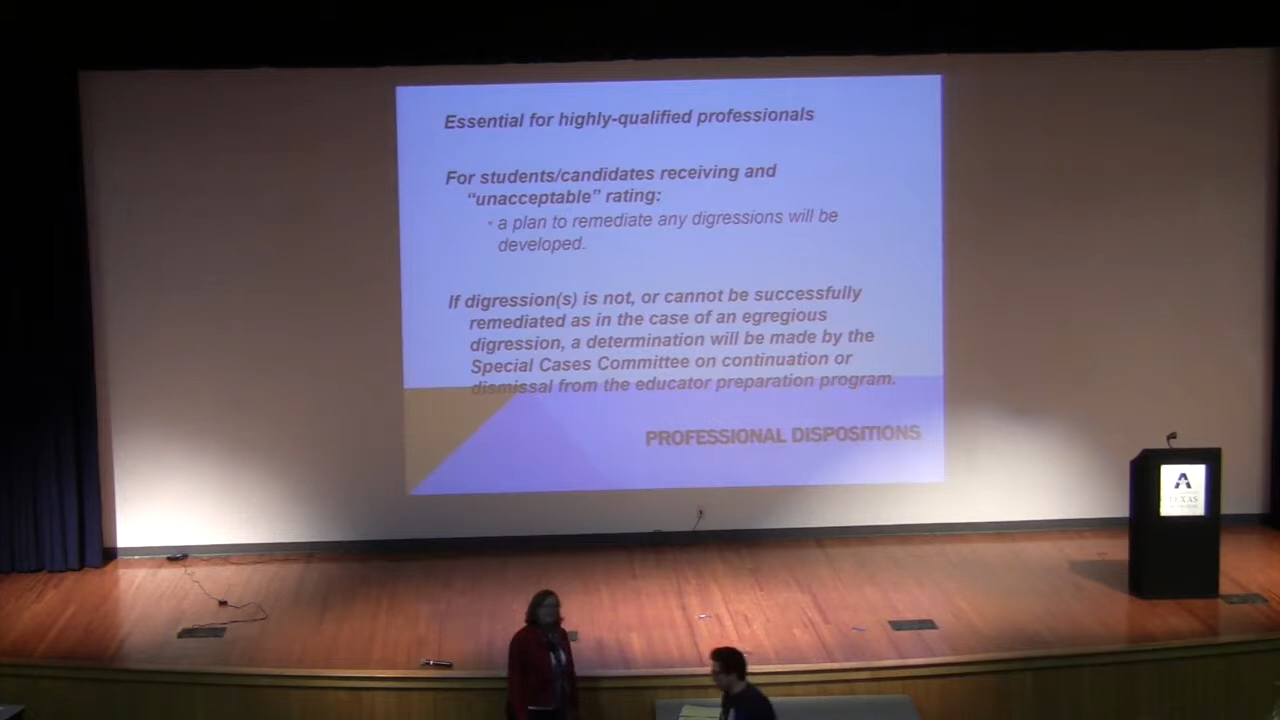 Essential for highly-qualified professionals
For students/candidates receiving and
“unacceptable” rating:
• a plan to remediate any digressions will be
developed.
If digression(s) is not, or cannot be successfully
remediated as in the case of an egregious
digression, a determination will be made by the
Special Cases Committee on continuation or
dismissal from the educator preparation program.
PROFESSIONAL DISPOSITIONS
A
TEXAS